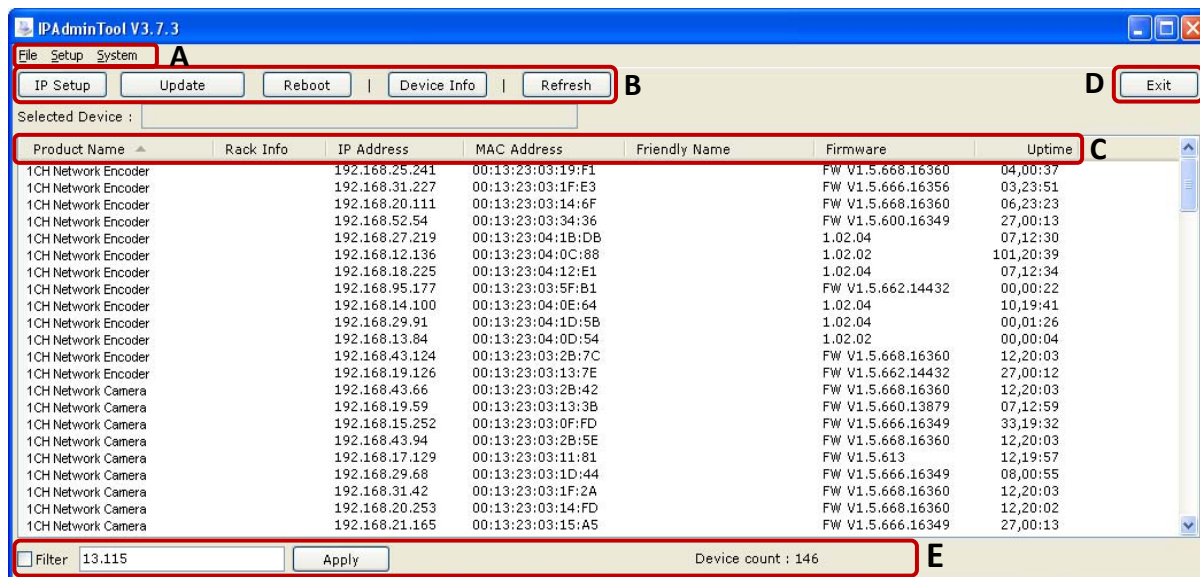 IPAdminTool V3.7.3
File Setup System A
IP Setup Update Reboot | Device Info | Refresh B D Exit
Selected Device :
Product Name Rack Info IP Address MAC Address Friendly Name Firmware Uptime C
1CH Network Encoder 192.168.25.241 00:13:23:03:19:F1 FW V1.5.668.16360 04,00:37
1CH Network Encoder 192.168.31.227 00:13:23:03:1F:E3 FW V1.5.666.16356 03,23:51
1CH Network Encoder 192.168.20.111 00:13:23:03:14:6F FW V1.5.668.16360 06,23:23
1CH Network Encoder 192.168.52.54 00:13:23:03:34:36 FW V1.5.600.16349 27,00:13
1CH Network Encoder 192.168.27.219 00:13:23:04:1B:DB 1.02.04 07,12:30
1CH Network Encoder 192.168.12.136 00:13:23:04:0C:88 1.02.02 101,20:39
1CH Network Encoder 192.168.18.225 00:13:23:04:12:E1 1.02.04 07,12:34
1CH Network Encoder 192.168.95.177 00:13:23:03:5F:B1 FW V1.5.662.14432 00,00:22
1CH Network Encoder 192.168.14.100 00:13:23:04:0E:64 1.02.04 10,19:41
1CH Network Encoder 192.168.29.91 00:13:23:04:1D:5B 1.02.04 00,01:26
1CH Network Encoder 192.168.13.84 00:13:23:04:0D:54 1.02.02 00,00:04
1CH Network Encoder 192.168.43.124 00:13:23:03:2B:7C FW V1.5.668.16360 12,20:03
1CH Network Encoder 192.168.19.126 00:13:23:03:13:7E FW V1.5.662.14432 27,00:12
1CH Network Camera 192.168.43.66 00:13:23:03:2B:42 FW V1.5.668.16360 12,20:03
1CH Network Camera 192.168.19.59 00:13:23:03:13:3B FW V1.5.660.13879 07,12:59
1CH Network Camera 192.168.15.252 00:13:23:03:0F:FD FW V1.5.666.16349 33,19:32
1CH Network Camera 192.168.43.94 00:13:23:03:2B:5E FW V1.5.668.16360 12,20:03
1CH Network Camera 192.168.17.129 00:13:23:03:11:81 FW V1.5.613 12,19:57
1CH Network Camera 192.168.29.68 00:13:23:03:1D:44 FW V1.5.666.16349 08,00:55
1CH Network Camera 192.168.31.42 00:13:23:03:1F:2A FW V1.5.668.16360 12,20:03
1CH Network Camera 192.168.20.253 00:13:23:03:14:FD FW V1.5.668.16360 12,20:02
1CH Network Camera 192.168.21.165 00:13:23:03:15:A5 FW V1.5.666.16349 27,00:13
Filter 13.115 Apply Device count : 146 E